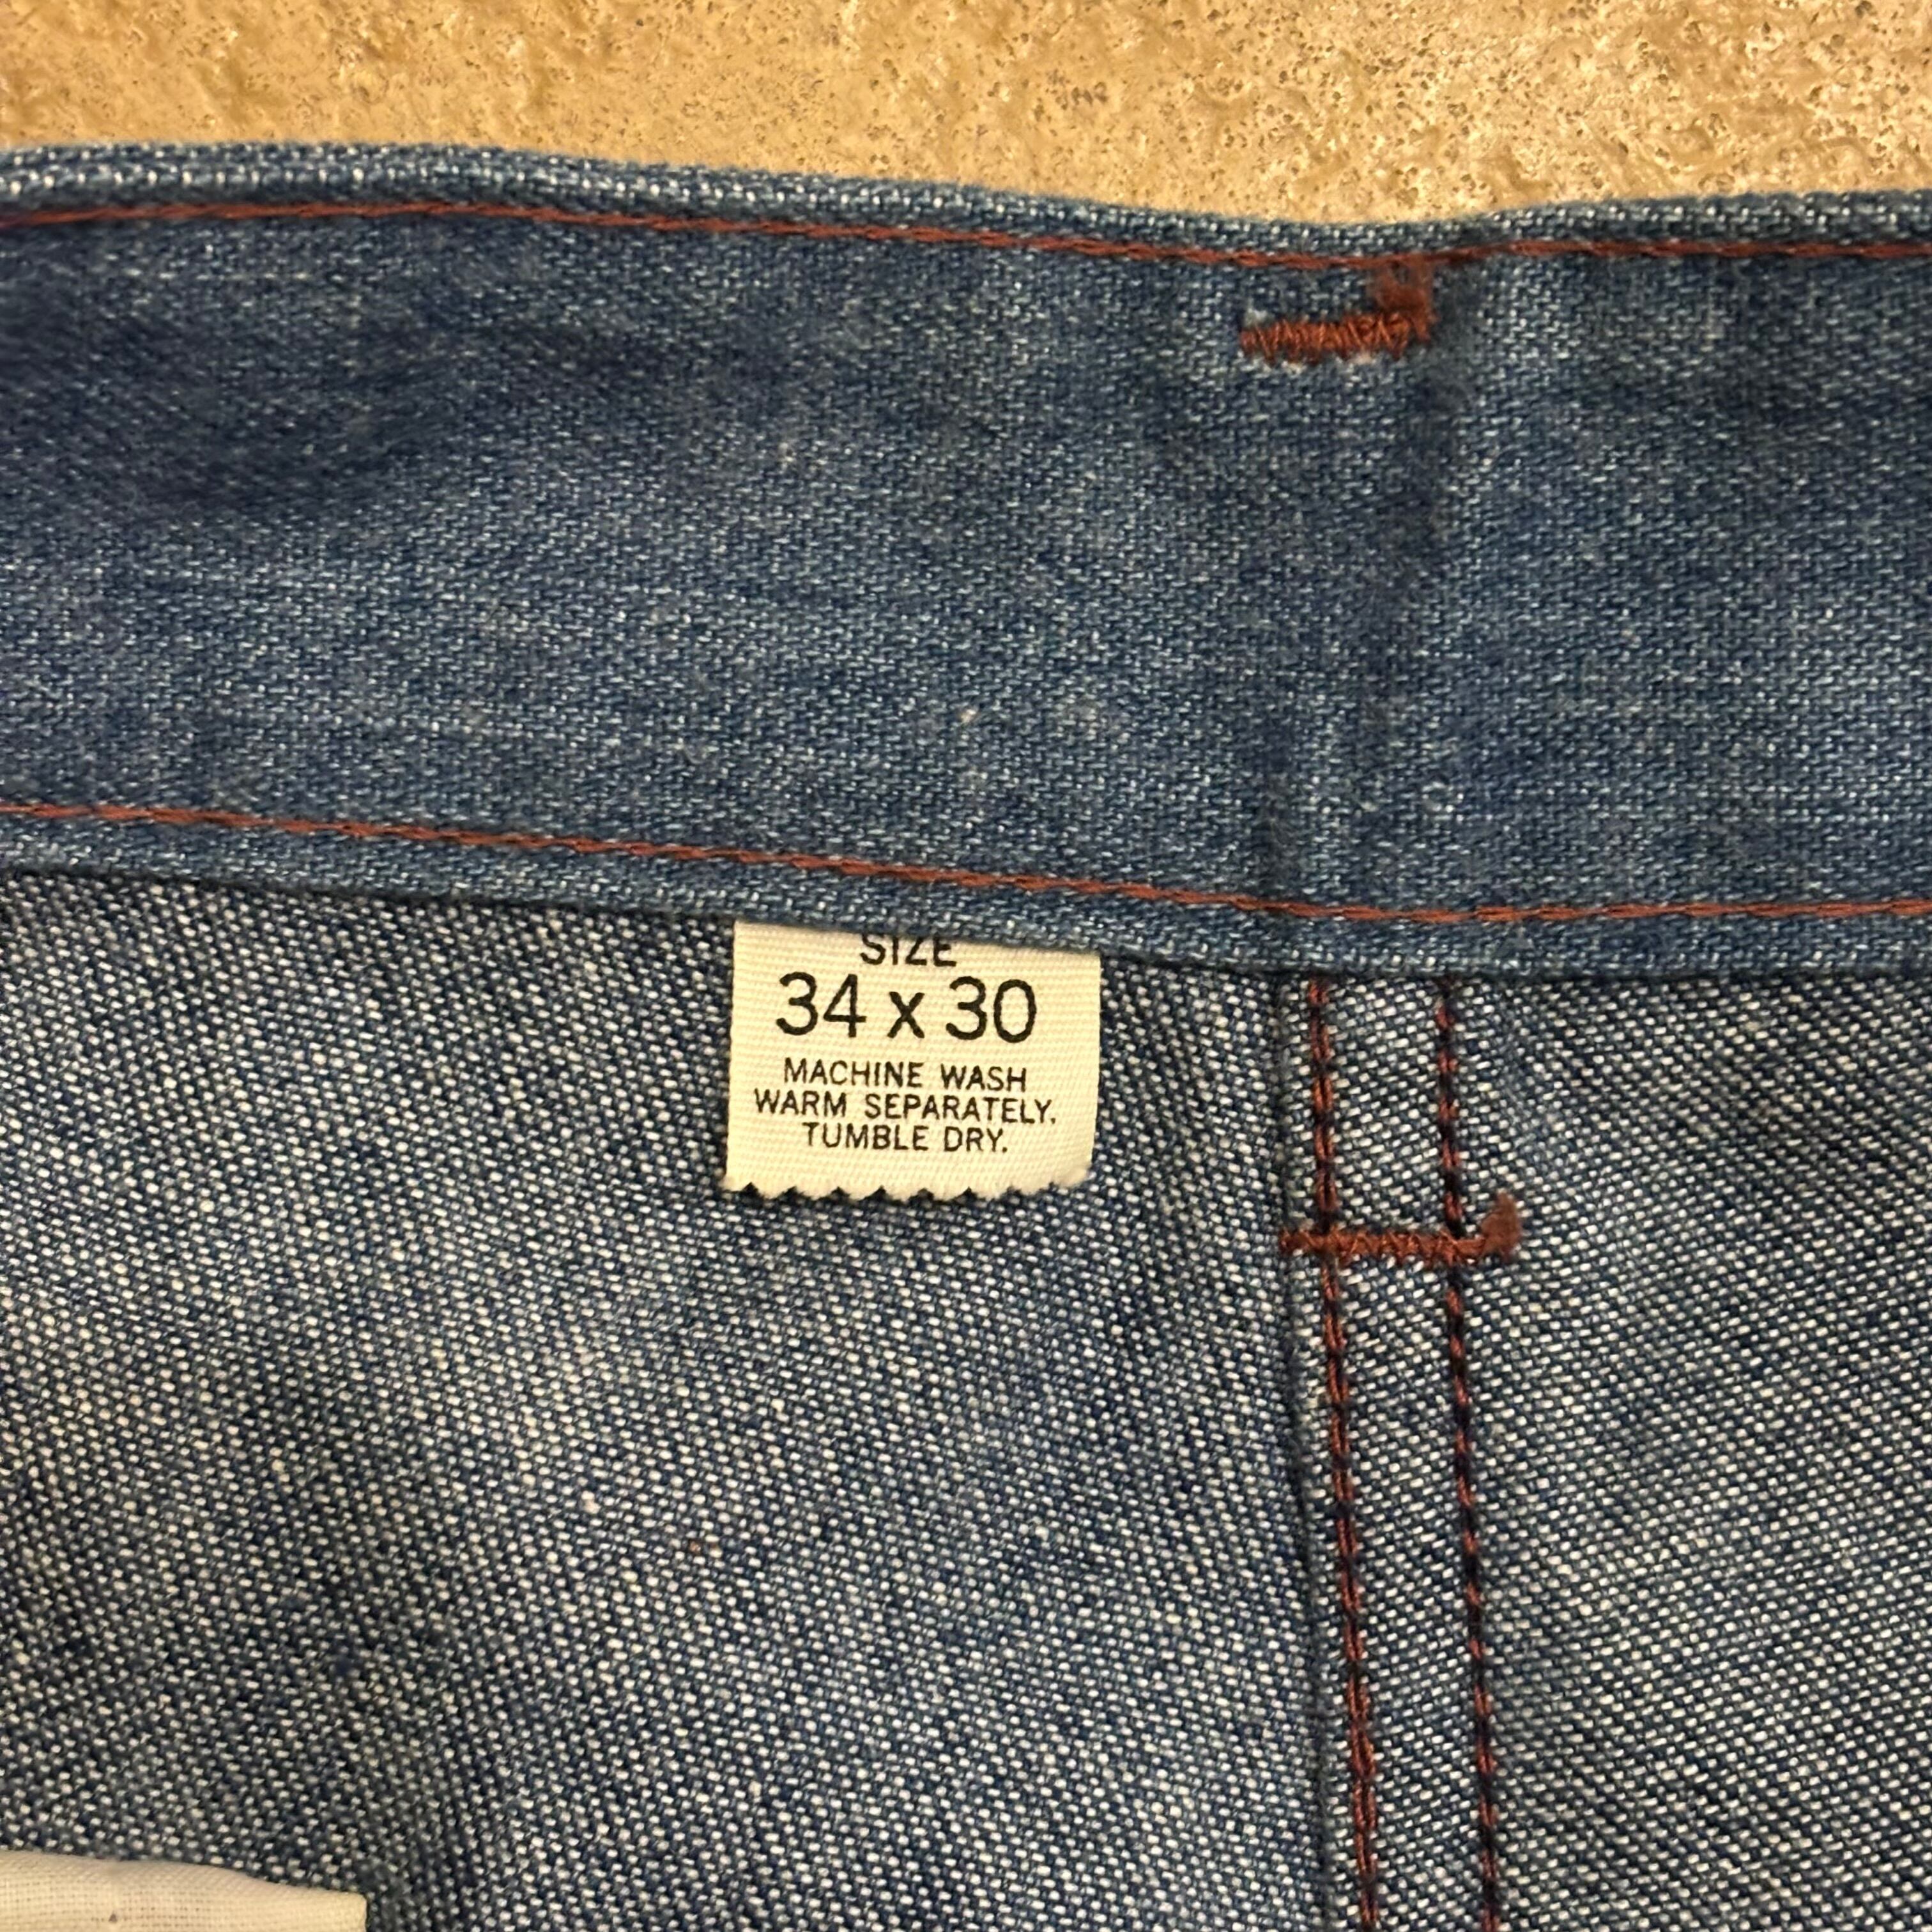 SIZE
34 x 30
MACHINE WASH
WARM SEPARATELY.
TUMBLE DRY.